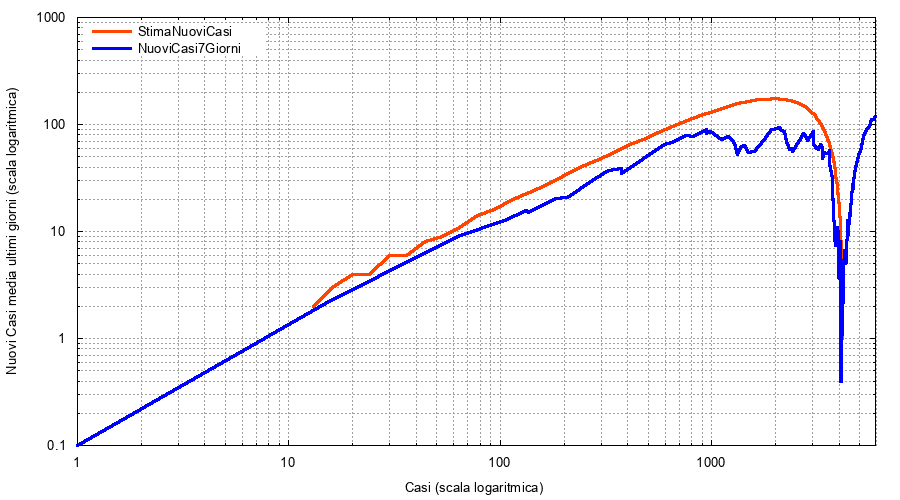 1000
StimaNuoviCasi
NuoviCasi7Giorni
100
10
1
0.1
Nuovi Casi media ultimi giorni (scala logaritmica)
1 10 100 1000
Casi (scala logaritmica)